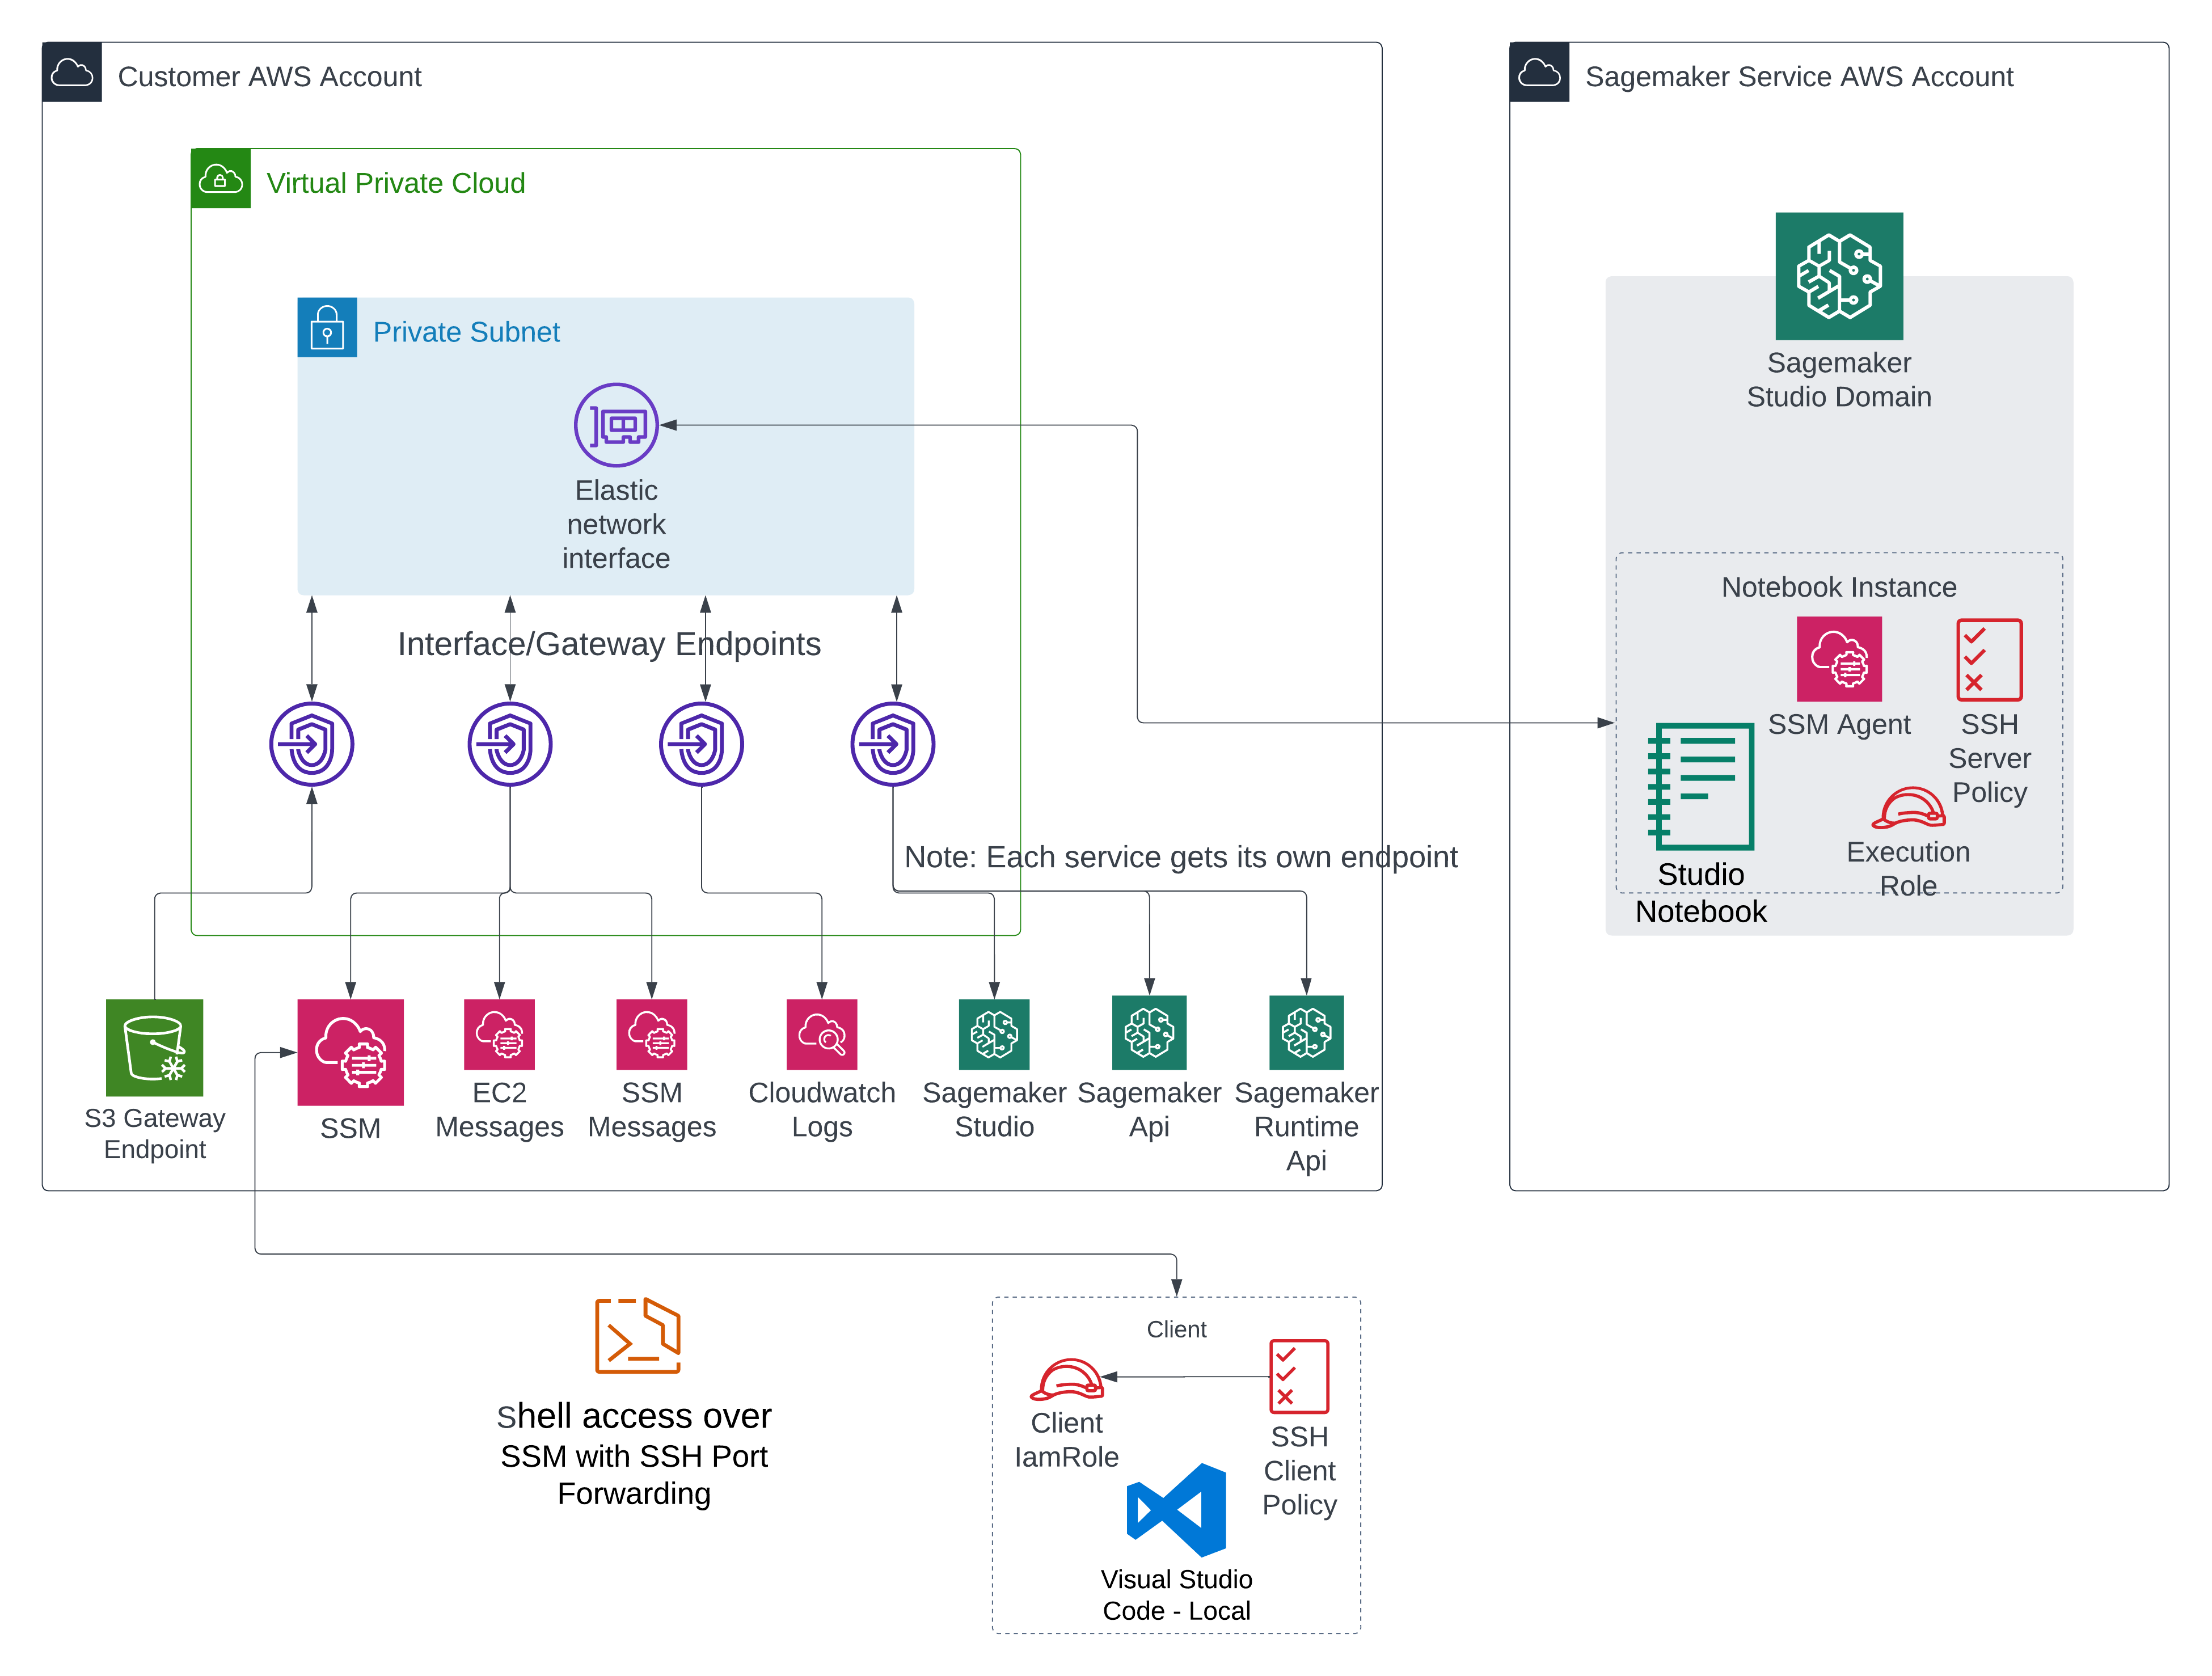 Customer AWS Account
Sagemaker Service AWS Account
Virtual Private Cloud
Private Subnet
Elastic
network
interface
Interface/Gateway Endpoints
Note: Each service gets its own endpoint
S3 Gateway
Endpoint
SSM
EC2
Messages
SSM
Messages
Cloudwatch
Logs
Sagemaker
Studio
Sagemaker
Api
Sagemaker
Runtime
Api
Sagemaker
Studio Domain
Notebook Instance
SSM Agent
SSH
Server
Policy
Execution
Role
Studio
Notebook
Shell access over
SSM with SSH Port
Forwarding
Client
Client
IamRole
SSH
Client
Policy
Visual Studio
Code - Local